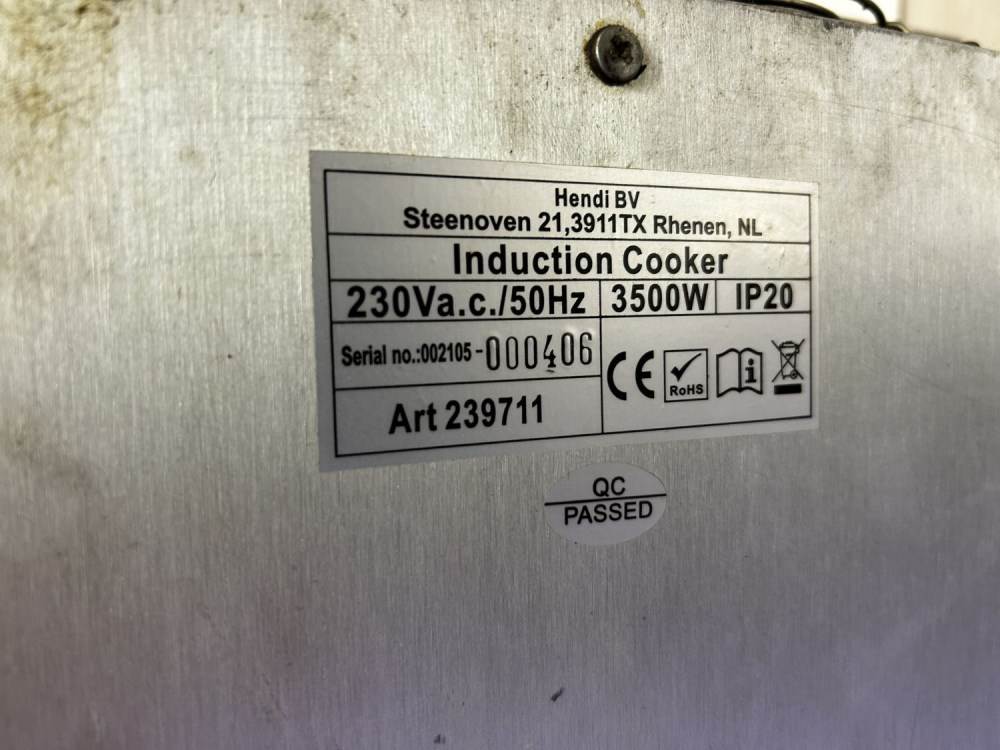 Hendi BV
Steenoven 21,3911TX Rhenen, NL
Induction Cooker
230Va.c./50Hz 3500W IP20
Serial no.:002105-000406
CE RoHS i
Art 239711
QC
PASSED